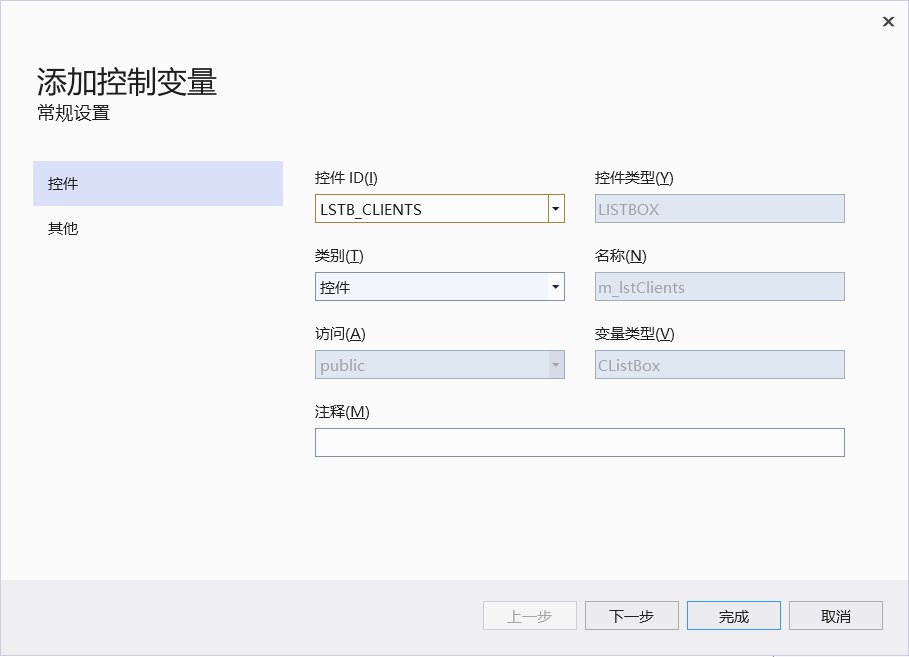 添加控制变量
常规设置
控件
其他
控件 ID(I)
LSTB_CLIENTS
控件类型(Y)
LISTBOX
类别(T)
控件
名称(N)
m_lstClients
访问(A)
public
变量类型(V)
CListBox
注释(M)
上一步
下一步
完成
取消